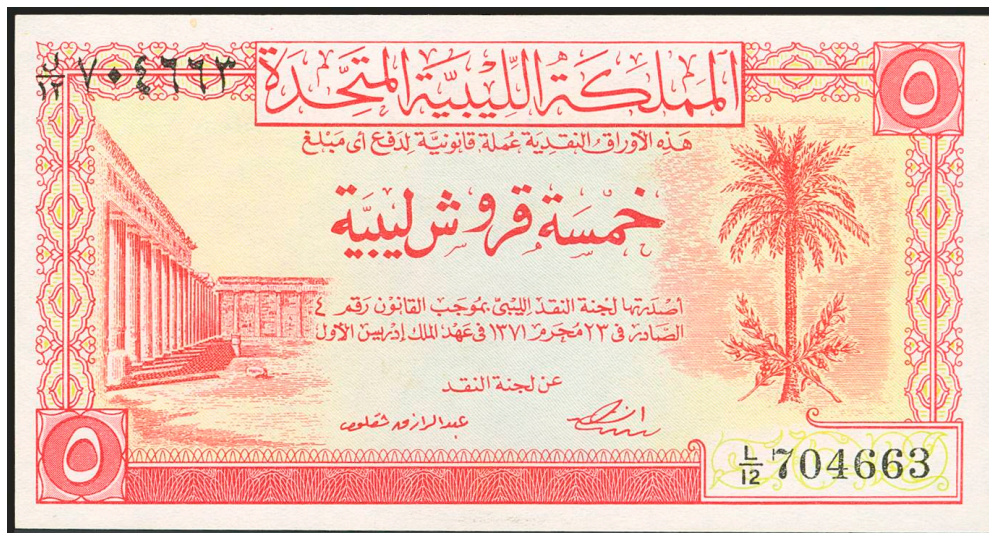 المملكة الليبية المتحدة
ل/١٢ ٧٠٤٦٦٣
٥
هذه الأوراق النقدية عملة قانونية لدفع أى مبلغ
خمسة قروش ليبية
أصدرتها لجنة النقد الليبى بموجب القانون رقم ٤
الصادر فى ٢٣ محرم ١٣٧١ فى عهد الملك إدريس الأول
عن لجنة النقد
عبد الرازق شقلوف
٥
L/12 704663